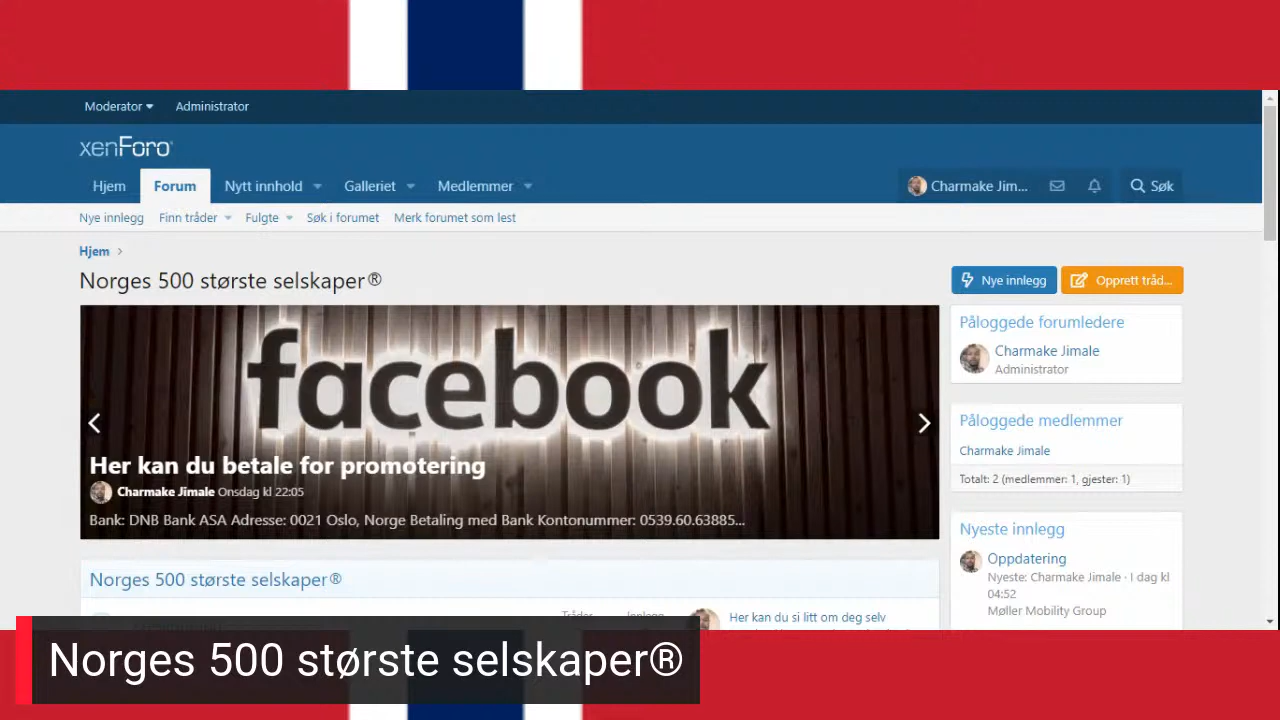 Moderator
Administrator
xenForo
Hjem
Forum
Nytt innhold
Galleriet
Medlemmer
Charmake Jim...
Søk
Nye innlegg
Finn tråder
Fulgte
Søk i forumet
Merk forumet som lest
Hjem
Norges 500 største selskaper®
Nye innlegg
Opprett tråd...
facebook
Her kan du betale for promotering
Charmake Jimale Onsdag kl 22:05
Bank: DNB Bank ASA Adresse: 0021 Oslo, Norge Betaling med Bank Kontonummer: 0539.60.63885...
Påloggede forumledere
Charmake Jimale
Administrator
Påloggede medlemmer
Charmake Jimale
Totalt: 2 (medlemmer: 1, gjester: 1)
Nyeste innlegg
Oppdatering
Nyeste: Charmake Jimale · I dag kl
04:52
Møller Mobility Group
Norges 500 største selskaper®
Her kan du si litt om deg selv
Norges 500 største selskaper®